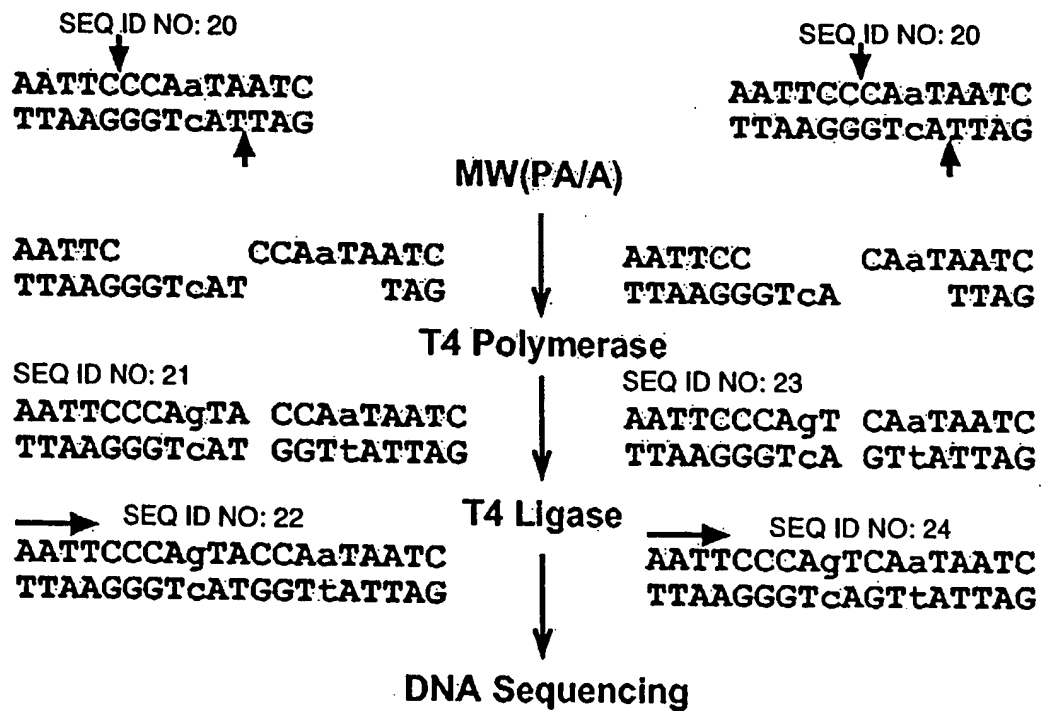 SEQ ID NO: 20
SEQ ID NO: 20
AATTCCCAaTAATC
TTAAGGGTcATTAG
AATTCCCAaTAATC
TTAAGGGTcATTAG
MW(PA/A)
AATTC CCAaTAATC
TTAAGGGTcAT TAG
AATTCC CAaTAATC
TTAAGGGTcA TTAG
T4 Polymerase
SEQ ID NO: 21
AATTCCCAgTA CCAaTAATC
TTAAGGGTcAT GGTtATTAG
SEQ ID NO: 23
AATTCCCAgT CAaTAATC
TTAAGGGTcA GTtATTAG
T4 Ligase
SEQ ID NO: 22
AATTCCCAgTACCAaTAATC
TTAAGGGTcATGGTtATTAG
SEQ ID NO: 24
AATTCCCAgTCAaTAATC
TTAAGGGTcAGTtATTAG
DNA Sequencing